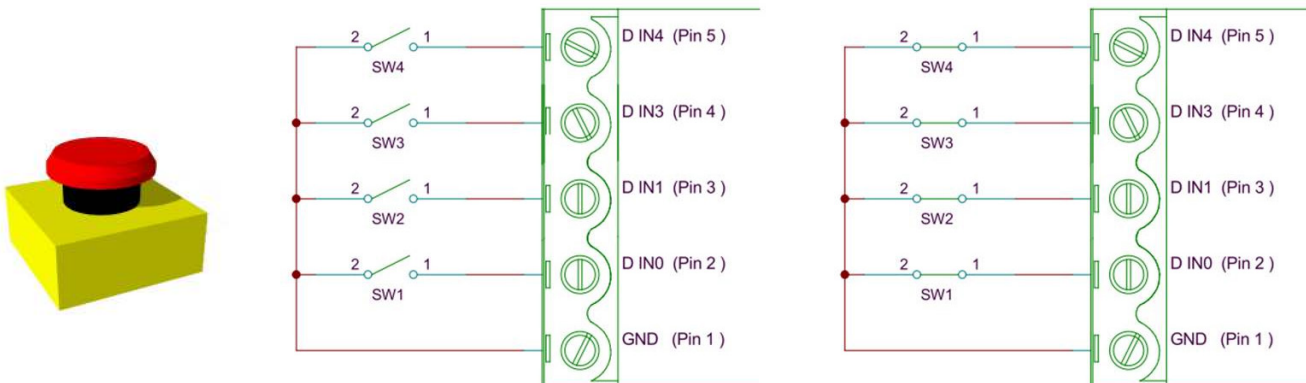 2 1 D IN4 (Pin 5 )
SW4
2 1 D IN3 (Pin 4 )
SW3
2 1 D IN1 (Pin 3 )
SW2
2 1 D IN0 (Pin 2 )
SW1
GND (Pin 1 )
2 1 D IN4 (Pin 5 )
SW4
2 1 D IN3 (Pin 4 )
SW3
2 1 D IN1 (Pin 3 )
SW2
2 1 D IN0 (Pin 2 )
SW1
GND (Pin 1 )